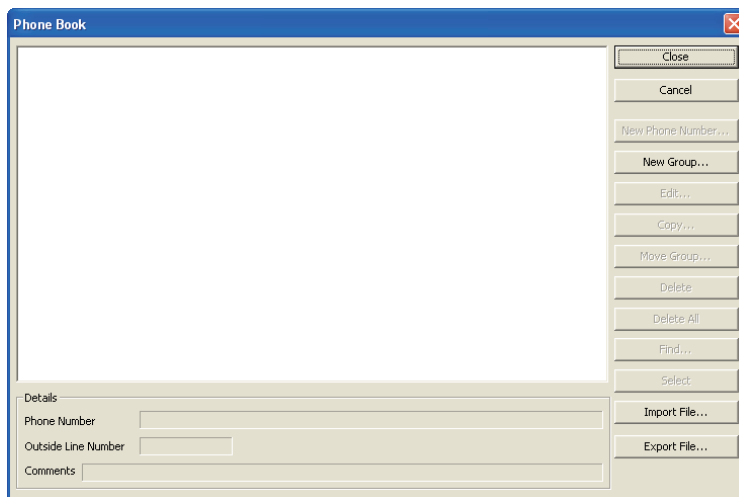 Phone Book
Close
Cancel
New Phone Number...
New Group...
Edit...
Copy...
Move Group...
Delete
Delete All
Find...
Select
Import File...
Export File...
Details
Phone Number
Outside Line Number
Comments